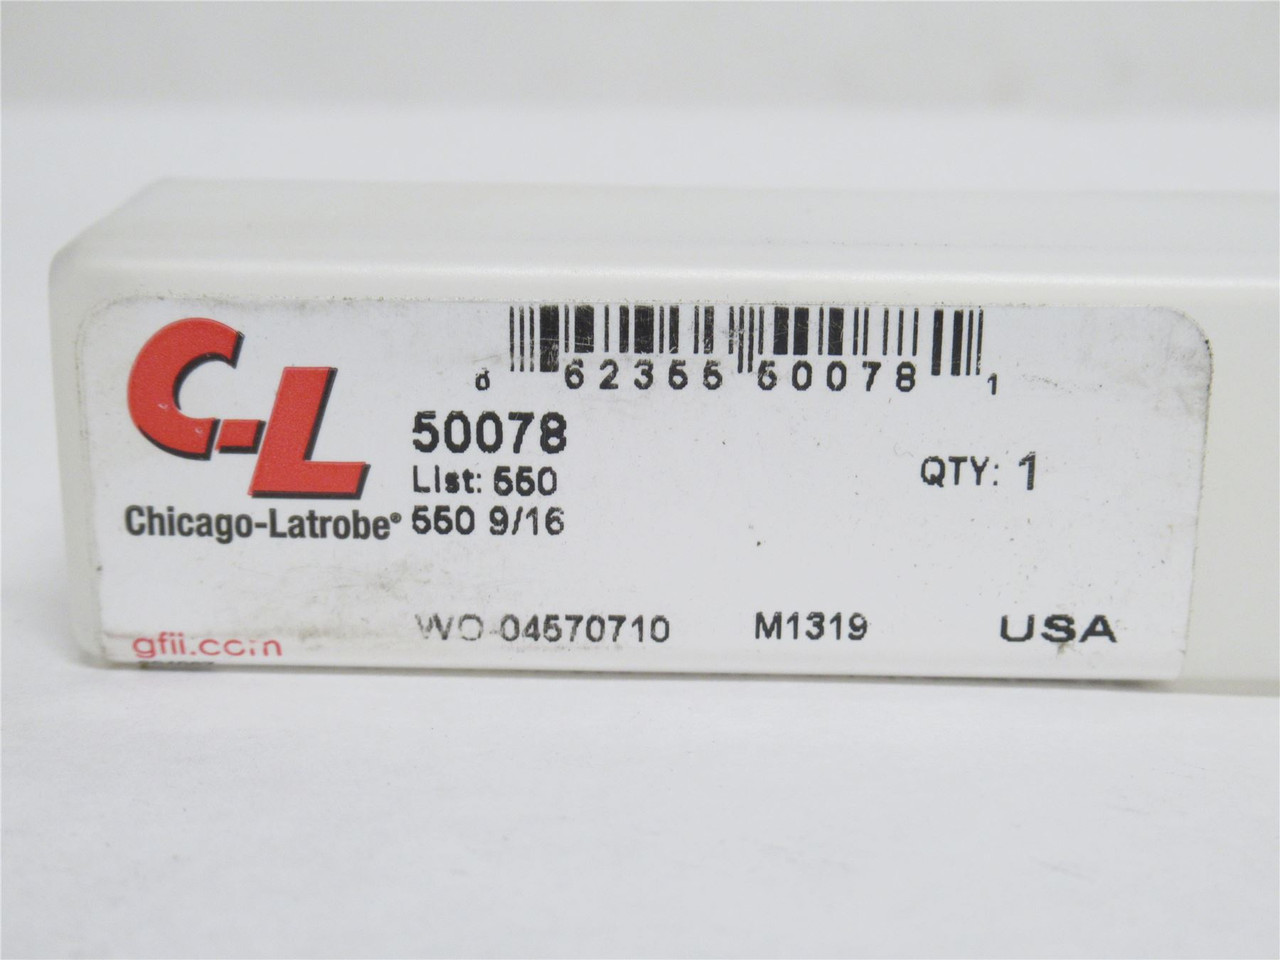 C-L
Chicago-Latrobe®
6 62355 50078 1
50078
List: 550
550 9/16
QTY: 1
WO-04570710 M1319 USA
gfii.com